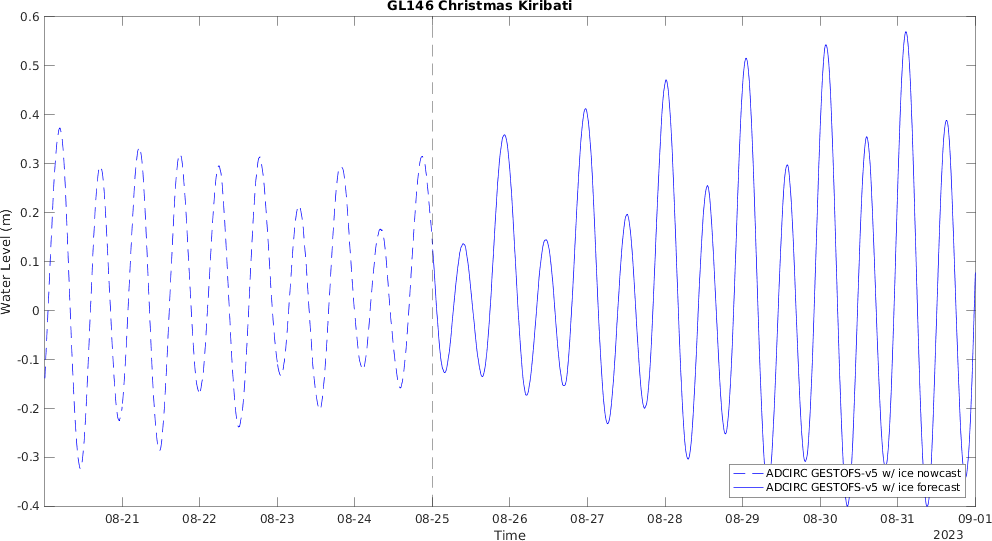 GL146 Christmas Kiribati
0.6
0.5
0.4
0.3
0.2
0.1
0
-0.1
-0.2
-0.3
-0.4
Water Level (m)
ADCIRC GESTOFS-v5 w/ ice nowcast
ADCIRC GESTOFS-v5 w/ ice forecast
08-21 08-22 08-23 08-24 08-25 08-26 08-27 08-28 08-29 08-30 08-31 09-01
Time
2023